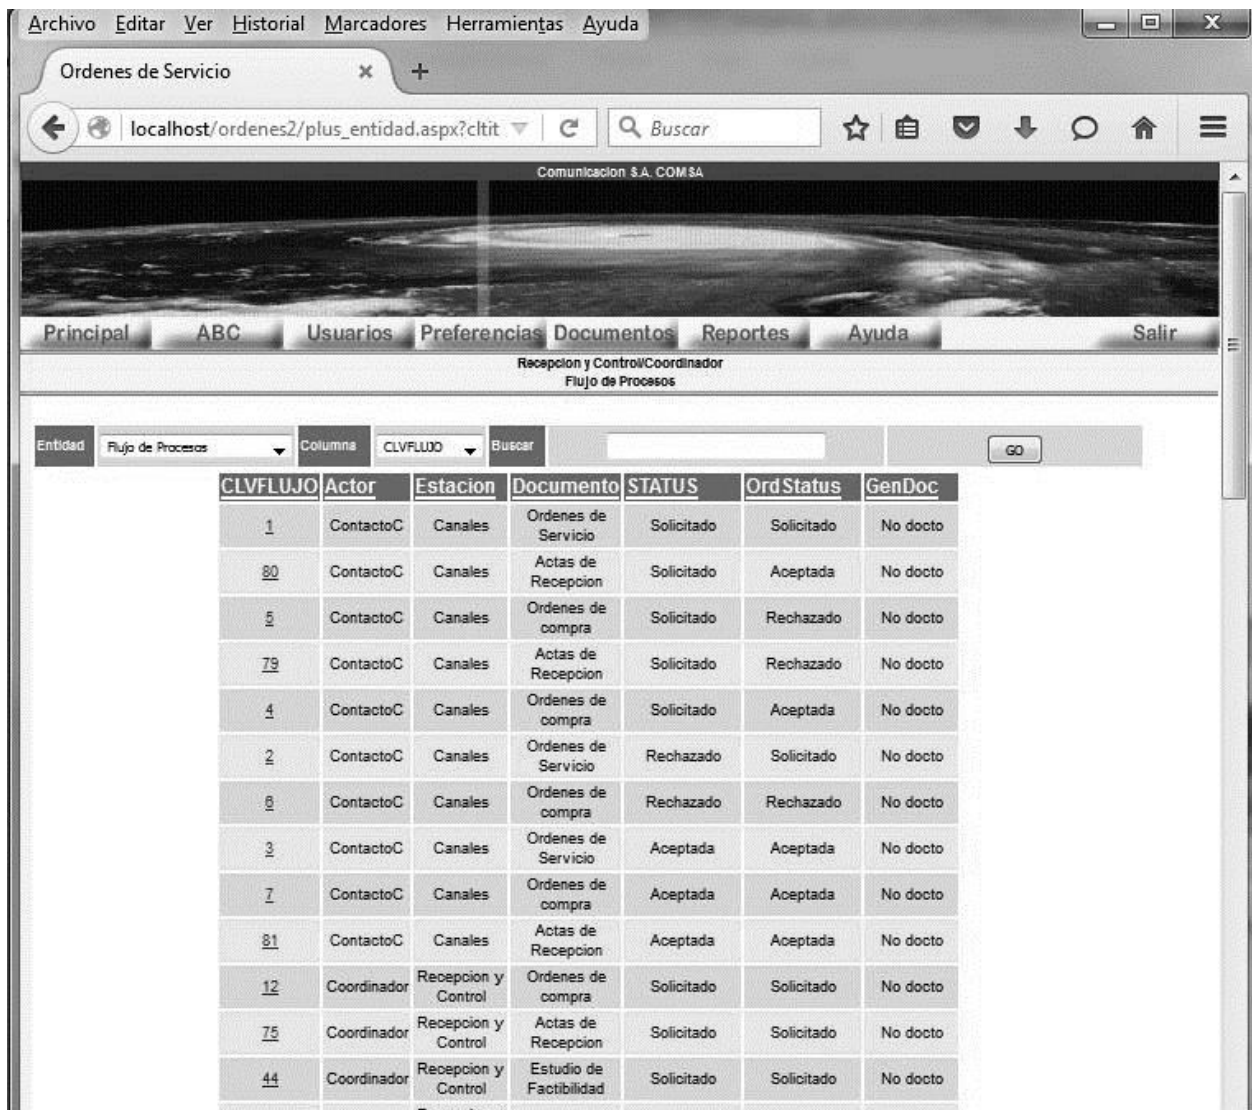 Archivo Editar Ver Historial Marcadores Herramientas Ayuda
Ordenes de Servicio
localhost/ordenes2/plus_entidad.aspx?cltit
Buscar
Comunicacion S.A. COMSA
Principal ABC Usuarios Preferencias Documentos Reportes Ayuda Salir
Recepcion y Control/Coordinador
Flujo de Procesos
Entidad Flujo de Procesos Columna CLVFLUJO Buscar GO
CLVFLUJO Actor Estacion Documento STATUS OrdStatus GenDoc
1 ContactoC Canales Ordenes de Servicio Solicitado Solicitado No docto
80 ContactoC Canales Actas de Recepcion Solicitado Aceptada No docto
5 ContactoC Canales Ordenes de compra Solicitado Rechazado No docto
79 ContactoC Canales Actas de Recepcion Solicitado Rechazado No docto
4 ContactoC Canales Ordenes de compra Solicitado Aceptada No docto
2 ContactoC Canales Ordenes de Servicio Rechazado Solicitado No docto
6 ContactoC Canales Ordenes de compra Rechazado Rechazado No docto
3 ContactoC Canales Ordenes de Servicio Aceptada Aceptada No docto
7 ContactoC Canales Ordenes de compra Aceptada Aceptada No docto
81 ContactoC Canales Actas de Recepcion Aceptada Aceptada No docto
12 Coordinador Recepcion y Control Ordenes de compra Solicitado Solicitado No docto
75 Coordinador Recepcion y Control Actas de Recepcion Solicitado Solicitado No docto
44 Coordinador Recepcion y Control Estudio de Factibilidad Solicitado Solicitado No docto